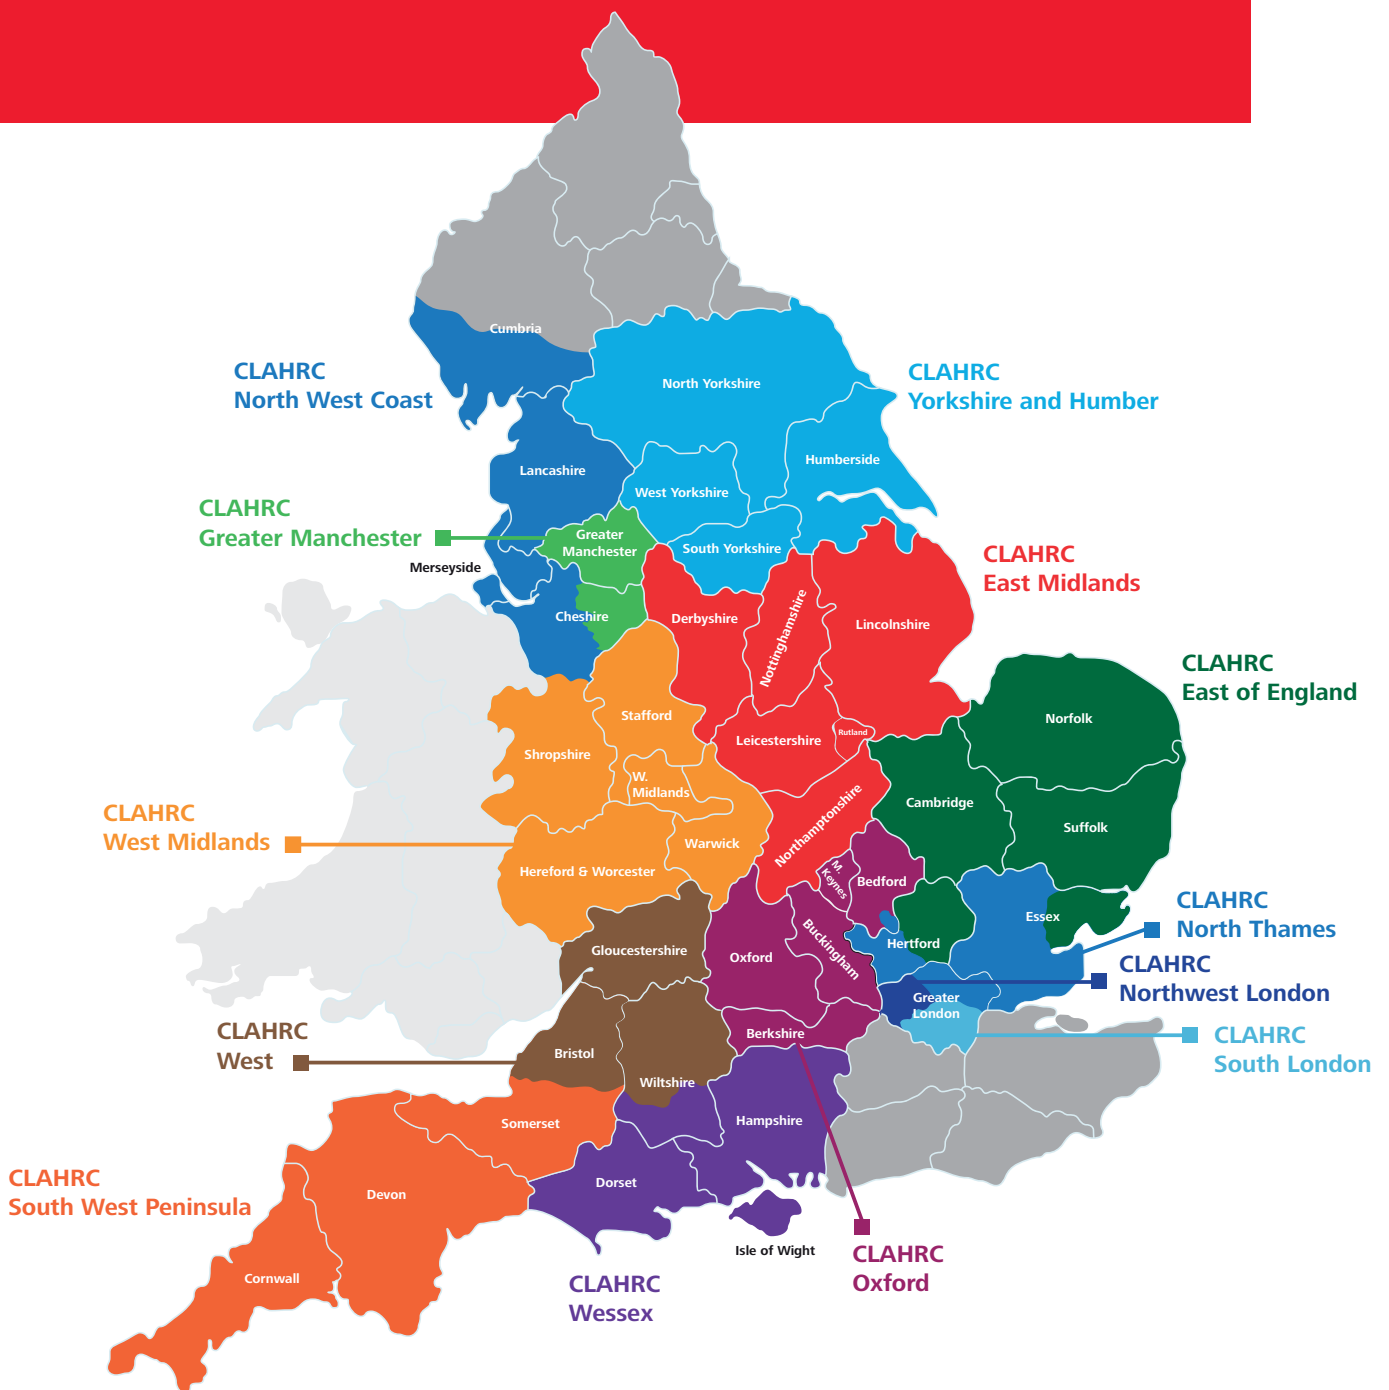 Cumbria
CLAHRC
North West Coast
North Yorkshire
CLAHRC
Yorkshire and Humber
Lancashire
Humberside
West Yorkshire
CLAHRC
Greater Manchester
Greater
Manchester
South Yorkshire
Merseyside
CLAHRC
East Midlands
Cheshire
Derbyshire
Nottinghamshire
Lincolnshire
CLAHRC
East of England
Stafford
Norfolk
Shropshire
Leicestershire
Rutland
W.
Midlands
Cambridge
Suffolk
CLAHRC
West Midlands
Northamptonshire
Warwick
Hereford & Worcester
M.
Keynes
Bedford
Essex
CLAHRC
North Thames
Gloucestershire
Oxford
Buckingham
Hertford
CLAHRC
Northwest London
Greater
London
CLAHRC
West
Berkshire
CLAHRC
South London
Bristol
Wiltshire
Somerset
Hampshire
CLAHRC
South West Peninsula
Devon
Dorset
Isle of Wight
CLAHRC
Oxford
Cornwall
CLAHRC
Wessex